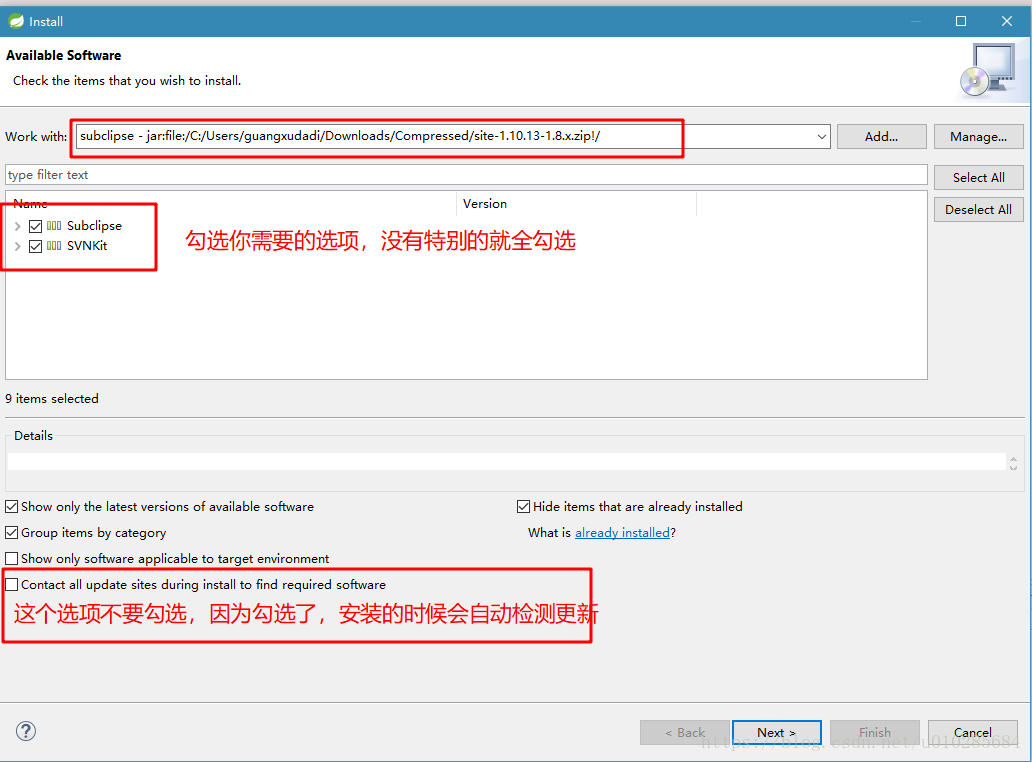 Install
Available Software
Check the items that you wish to install.
Work with: subclipse - jar:file:/C:/Users/guangxudadi/Downloads/Compressed/site-1.10.13-1.8.x.zip!/ Add... Manage...
type filter text Select All
Name Version Deselect All
Subclipse
SVNKit
勾选你需要的选项，没有特别的就全勾选
9 items selected
Details
Show only the latest versions of available software Hide items that are already installed
Group items by category What is already installed?
Show only software applicable to target environment
Contact all update sites during install to find required software
这个选项不要勾选，因为勾选了，安装的时候会自动检测更新
? < Back Next > Finish Cancel
https://blog.csdn.net/u010285684